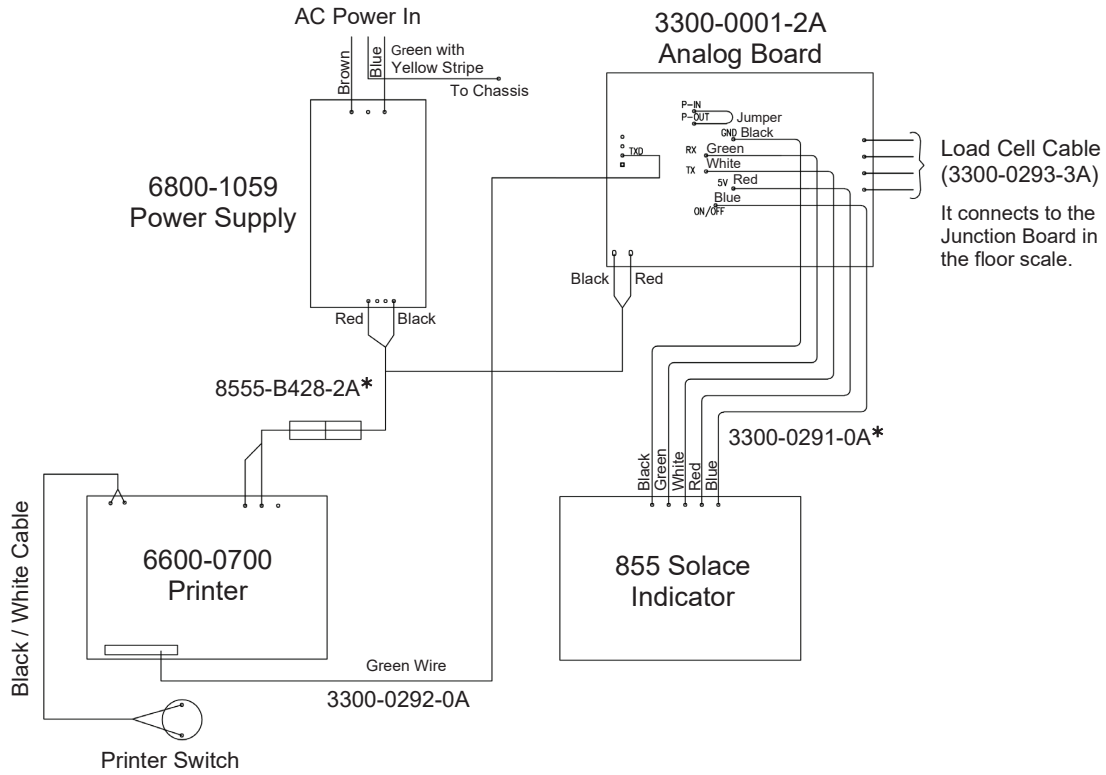 AC Power In
Brown
Blue
Green with
Yellow Stripe
To Chassis
3300-0001-2A
Analog Board
P-IN
P-OUT
Jumper
GND Black
TXD
RX Green
TX White
5V Red
Blue
ON/OFF
Load Cell Cable
(3300-0293-3A)
It connects to the
Junction Board in
the floor scale.
6800-1059
Power Supply
Black
Red
Red
Black
8555-B428-2A*
3300-0291-0A*
Black
Green
White
Red
Blue
Black / White Cable
6600-0700
Printer
855 Solace
Indicator
Green Wire
3300-0292-0A
Printer Switch